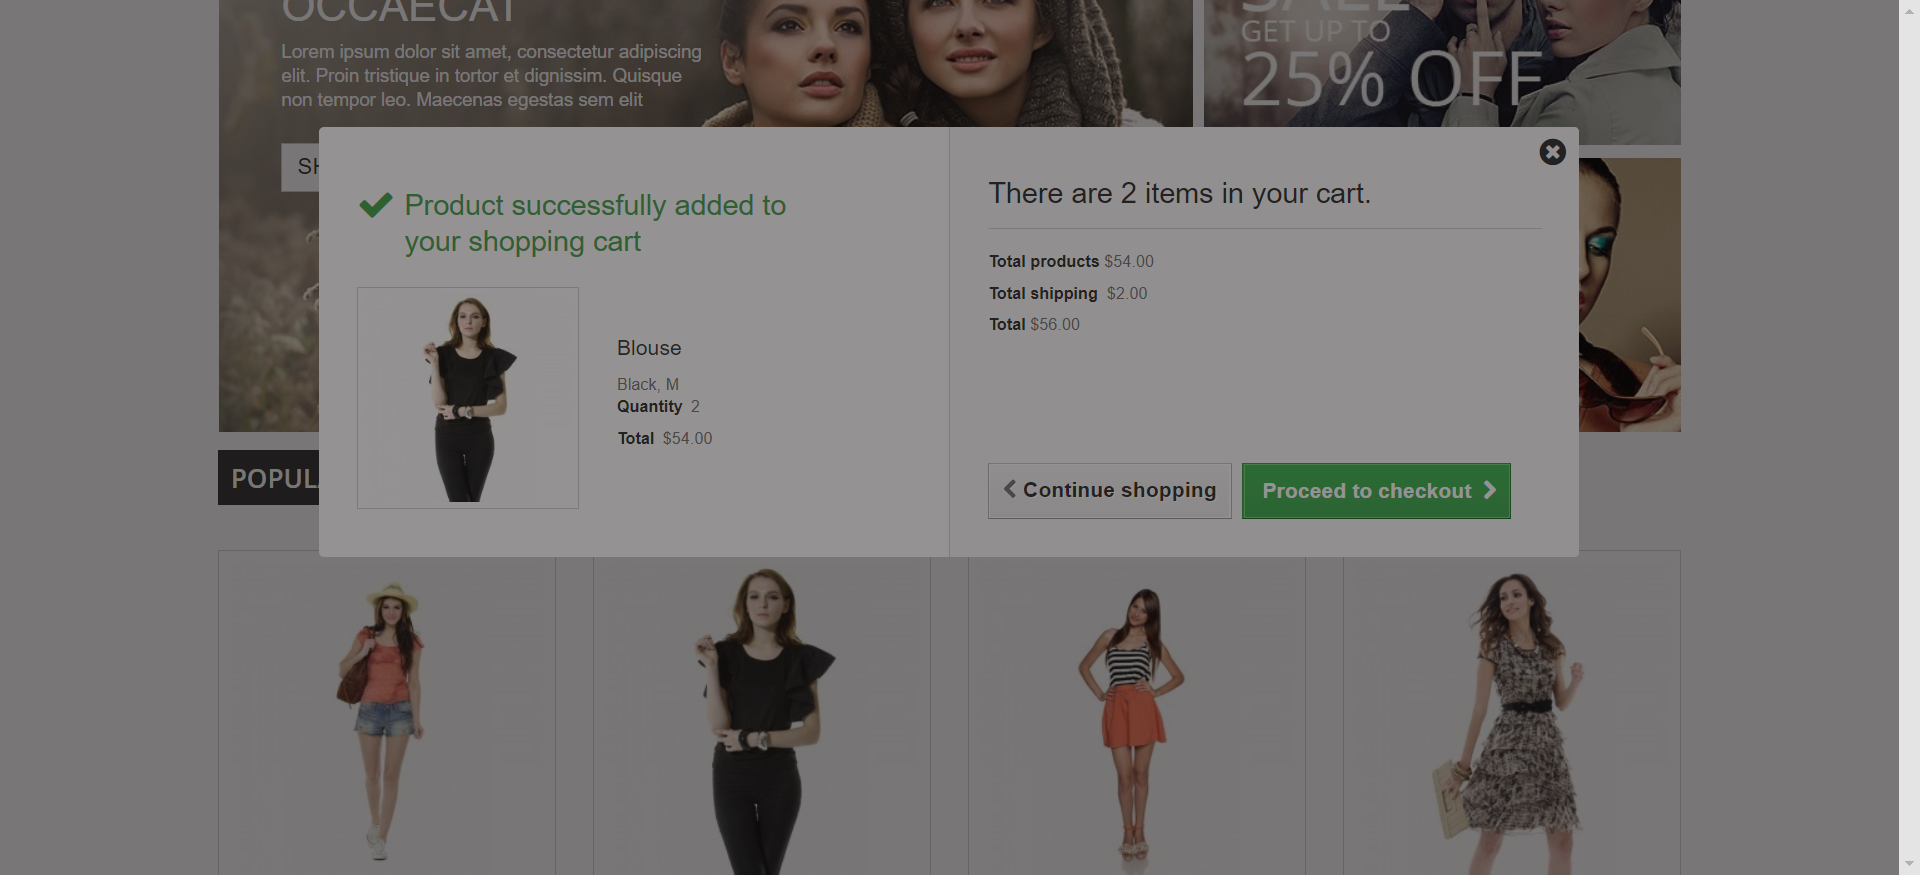 OCCAECAT
Lorem ipsum dolor sit amet, consectetur adipiscing
elit. Proin tristique in tortor et dignissim. Quisque
non tempor leo. Maecenas egestas sem elit
SALE
GET UP TO
25% OFF
SH
Product successfully added to
your shopping cart
Blouse
Black, M
Quantity 2
Total $54.00
There are 2 items in your cart.
Total products $54.00
Total shipping $2.00
Total $56.00
Continue shopping
Proceed to checkout
POPULA